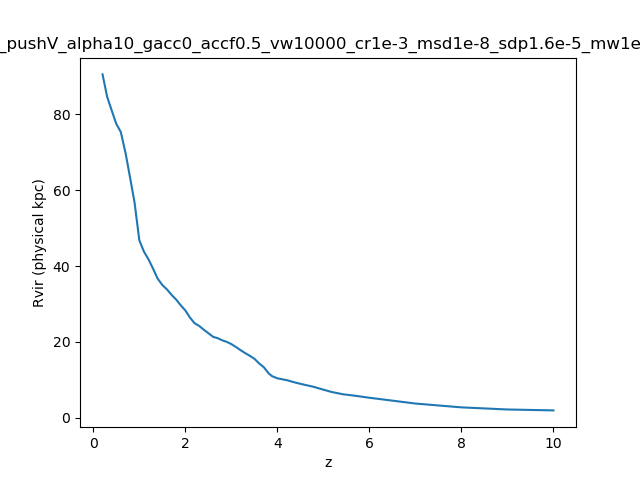 _pushV_alpha10_gacc0_accf0.5_vw10000_cr1e-3_msd1e-8_sdp1.6e-5_mw1e
Rvir (physical kpc)
80
60
40
20
0
0 2 4 6 8 10
z